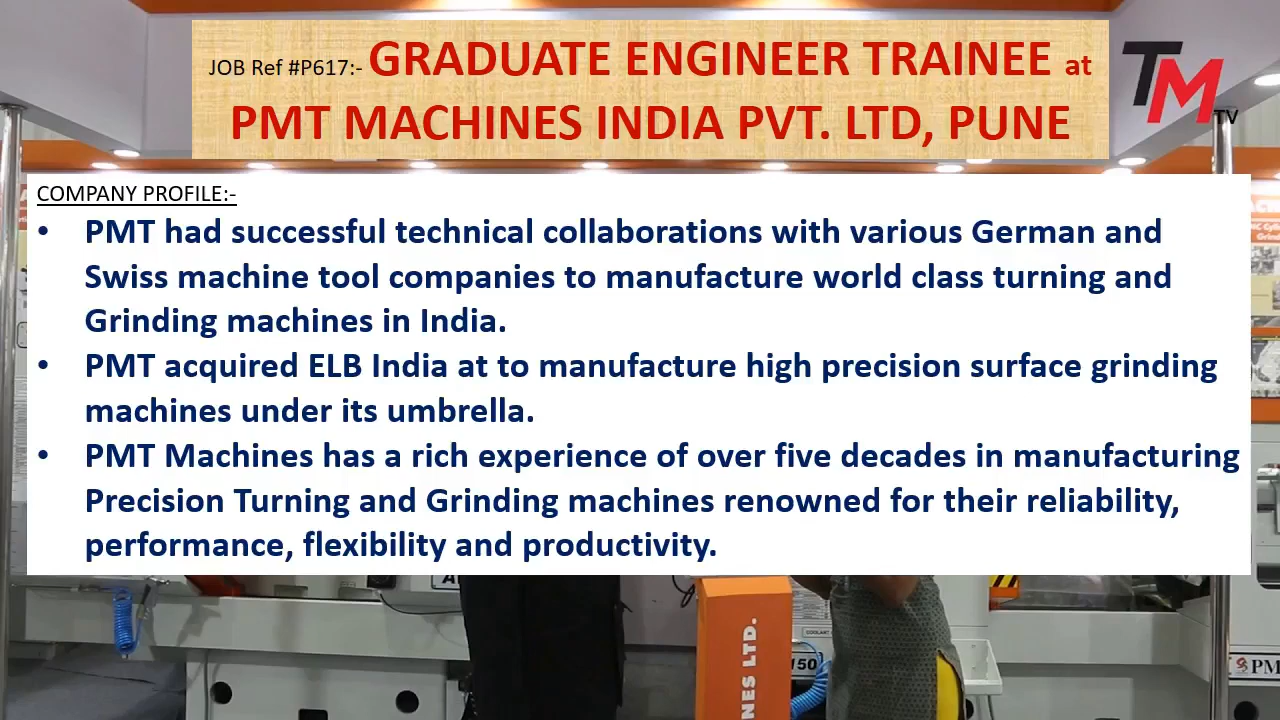 JOB Ref #P617:- GRADUATE ENGINEER TRAINEE at
PMT MACHINES INDIA PVT. LTD, PUNE
TM
TV
COMPANY PROFILE:-
• PMT had successful technical collaborations with various German and
Swiss machine tool companies to manufacture world class turning and
Grinding machines in India.
• PMT acquired ELB India at to manufacture high precision surface grinding
machines under its umbrella.
• PMT Machines has a rich experience of over five decades in manufacturing
Precision Turning and Grinding machines renowned for their reliability,
performance, flexibility and productivity.
NES LTD.
COOLANT
150
PM